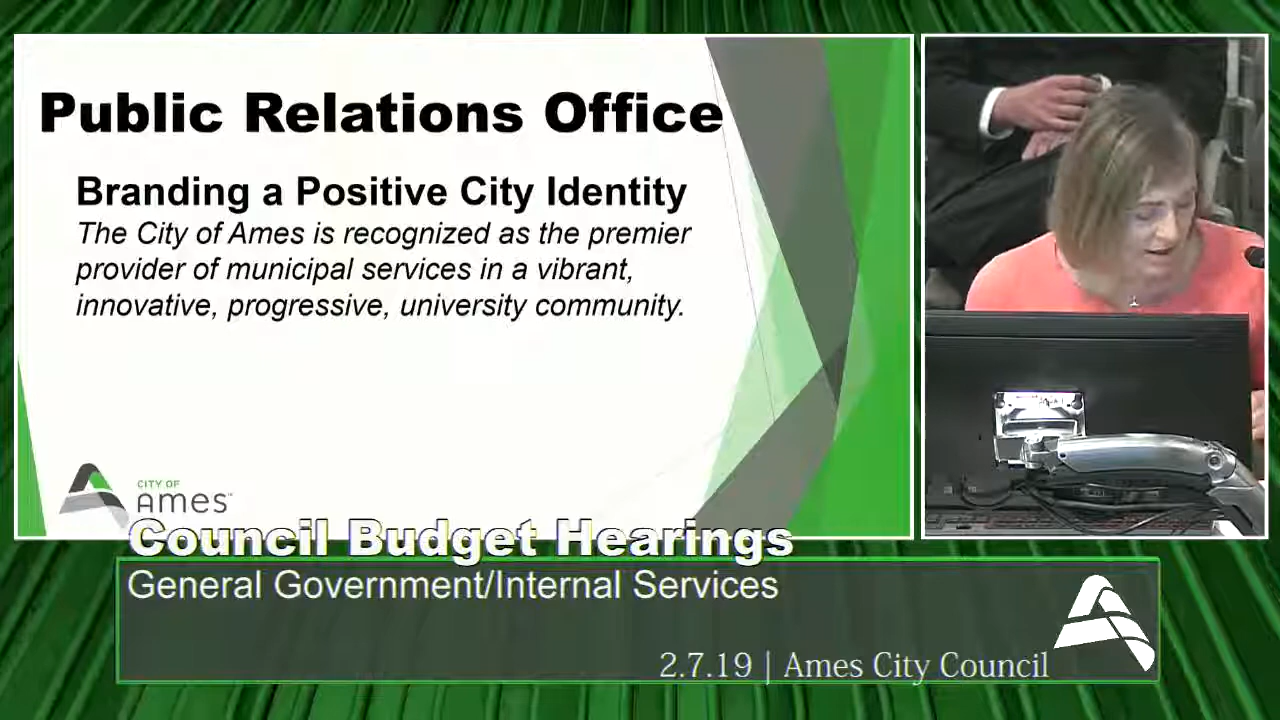 Public Relations Office
Branding a Positive City Identity
The City of Ames is recognized as the premier
provider of municipal services in a vibrant,
innovative, progressive, university community.
CITY OF
AMES™
Council Budget Hearings
General Government/Internal Services
2.7.19 | Ames City Council